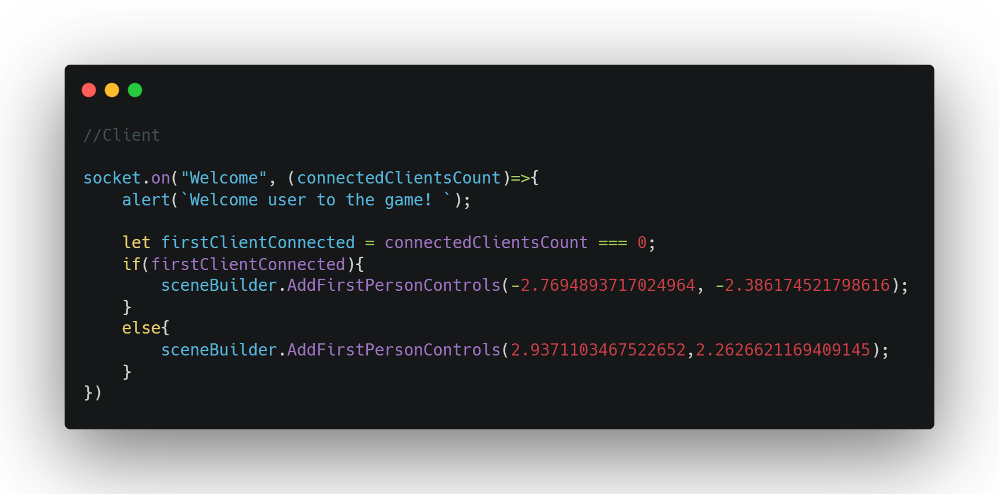 //Client
socket.on("Welcome", (connectedClientsCount)=>{
alert(`Welcome user to the game! `);
let firstClientConnected = connectedClientsCount === 0;
if(firstClientConnected){
sceneBuilder.AddFirstPersonControls(-2.7694893717024964, -2.386174521798616);
}
else{
sceneBuilder.AddFirstPersonControls(2.9371103467522652,2.2626621169409145);
}
})